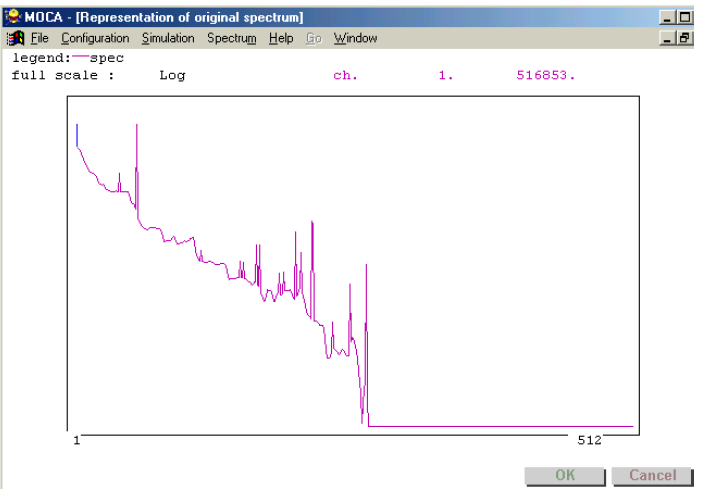 MOCA - [Representation of original spectrum]
File Configuration Simulation Spectrum Help Go Window
legend: spec
full scale : Log ch. 1. 516853.
1 512
OK Cancel